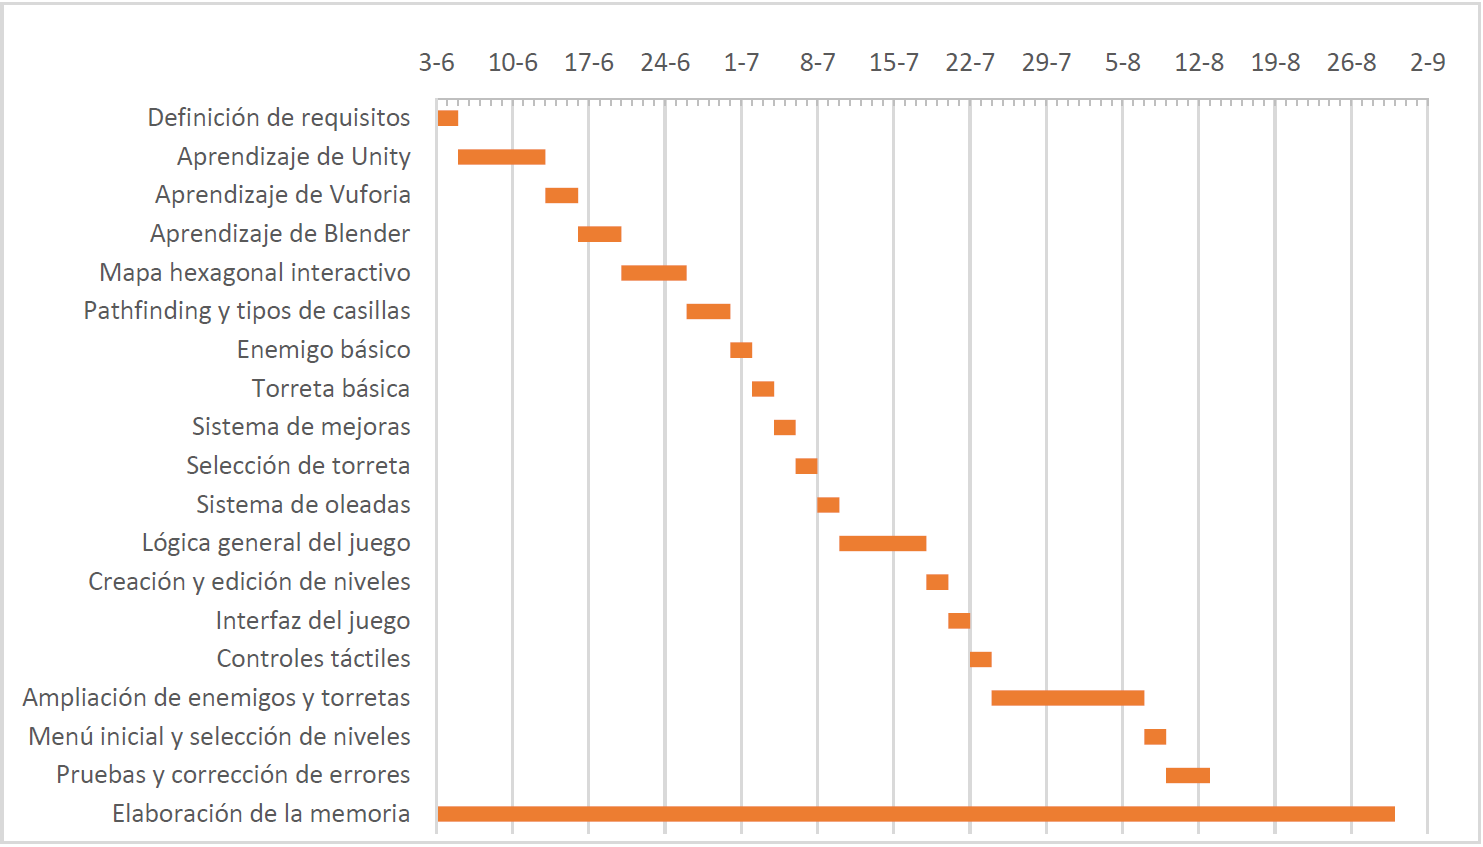 3-6 10-6 17-6 24-6 1-7 8-7 15-7 22-7 29-7 5-8 12-8 19-8 26-8 2-9
Definición de requisitos
Aprendizaje de Unity
Aprendizaje de Vuforia
Aprendizaje de Blender
Mapa hexagonal interactivo
Pathfinding y tipos de casillas
Enemigo básico
Torreta básica
Sistema de mejoras
Selección de torreta
Sistema de oleadas
Lógica general del juego
Creación y edición de niveles
Interfaz del juego
Controles táctiles
Ampliación de enemigos y torretas
Menú inicial y selección de niveles
Pruebas y corrección de errores
Elaboración de la memoria